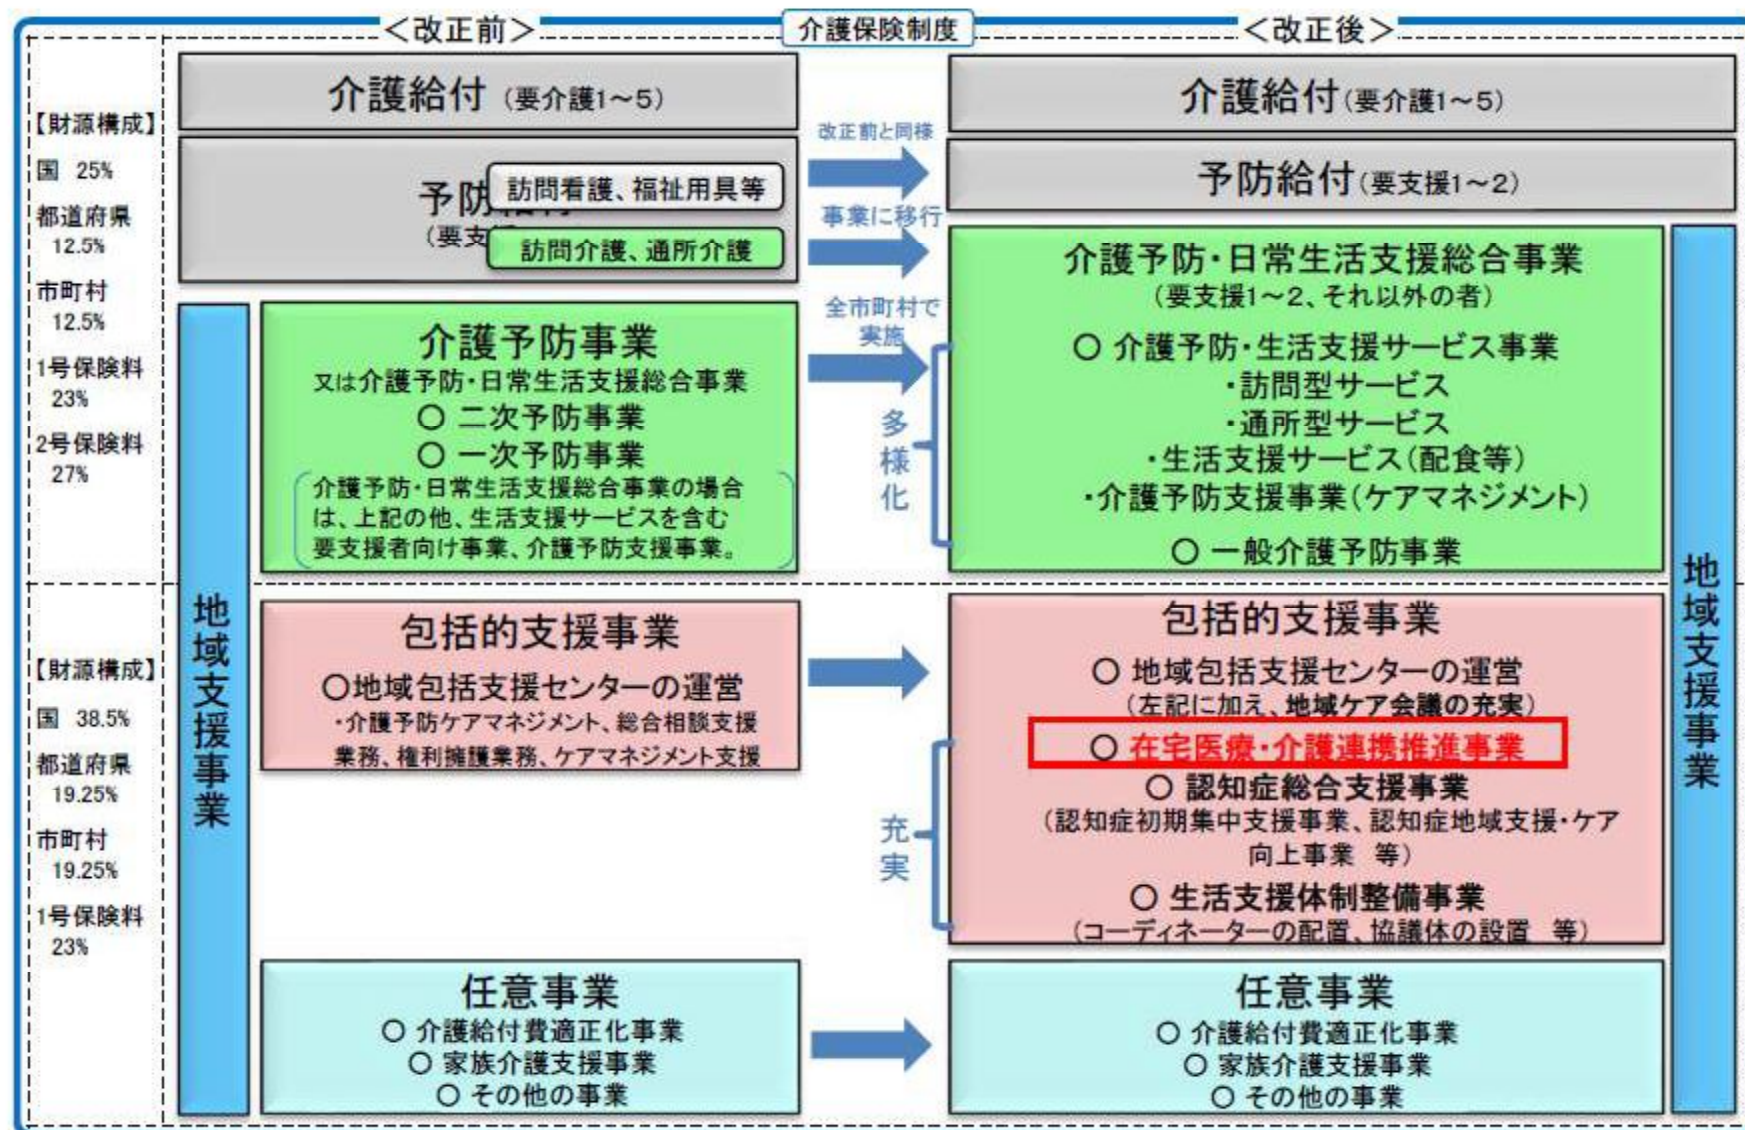 ＜改正前＞
介護保険制度
＜改正後＞
【財源構成】
国 25%
都道府県
12.5%
市町村
12.5%
1号保険料
23%
2号保険料
27%
【財源構成】
国 38.5%
都道府県
19.25%
市町村
19.25%
1号保険料
23%
介護給付（要介護1～5）
予防
（要支
訪問看護、福祉用具等
訪問介護、通所介護
地域支援事業
介護予防事業
又は介護予防・日常生活支援総合事業
○ 二次予防事業
○ 一次予防事業
介護予防・日常生活支援総合事業の場合
は、上記の他、生活支援サービスを含む
要支援者向け事業、介護予防支援事業。
包括的支援事業
○地域包括支援センターの運営
・介護予防ケアマネジメント、総合相談支援
業務、権利擁護業務、ケアマネジメント支援
任意事業
○ 介護給付費適正化事業
○ 家族介護支援事業
○ その他の事業
改正前と同様
事業に移行
全市町村で
実施
多様化
充実
介護給付（要介護1～5）
予防給付（要支援1～2）
介護予防・日常生活支援総合事業
（要支援1～2、それ以外の者）
○ 介護予防・生活支援サービス事業
・訪問型サービス
・通所型サービス
・生活支援サービス（配食等）
・介護予防支援事業（ケアマネジメント）
○ 一般介護予防事業
包括的支援事業
○ 地域包括支援センターの運営
（左記に加え、地域ケア会議の充実）
○ 在宅医療・介護連携推進事業
○ 認知症総合支援事業
（認知症初期集中支援事業、認知症地域支援・ケア
向上事業 等）
○ 生活支援体制整備事業
（コーディネーターの配置、協議体の設置 等）
任意事業
○ 介護給付費適正化事業
○ 家族介護支援事業
○ その他の事業
地域支援事業